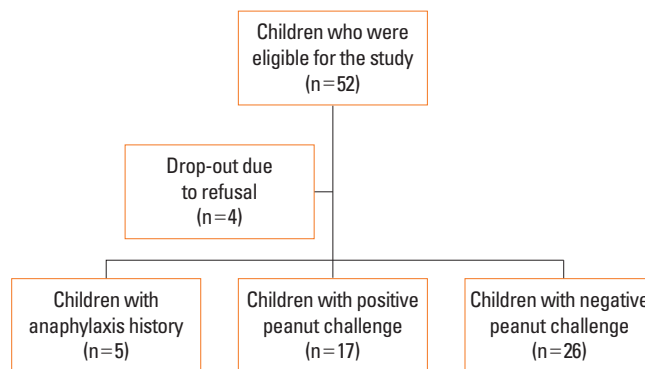 Children who were
eligible for the study
(n=52)
Drop-out due
to refusal
(n=4)
Children with
anaphylaxis history
(n=5)
Children with positive
peanut challenge
(n=17)
Children with negative
peanut challenge
(n=26)